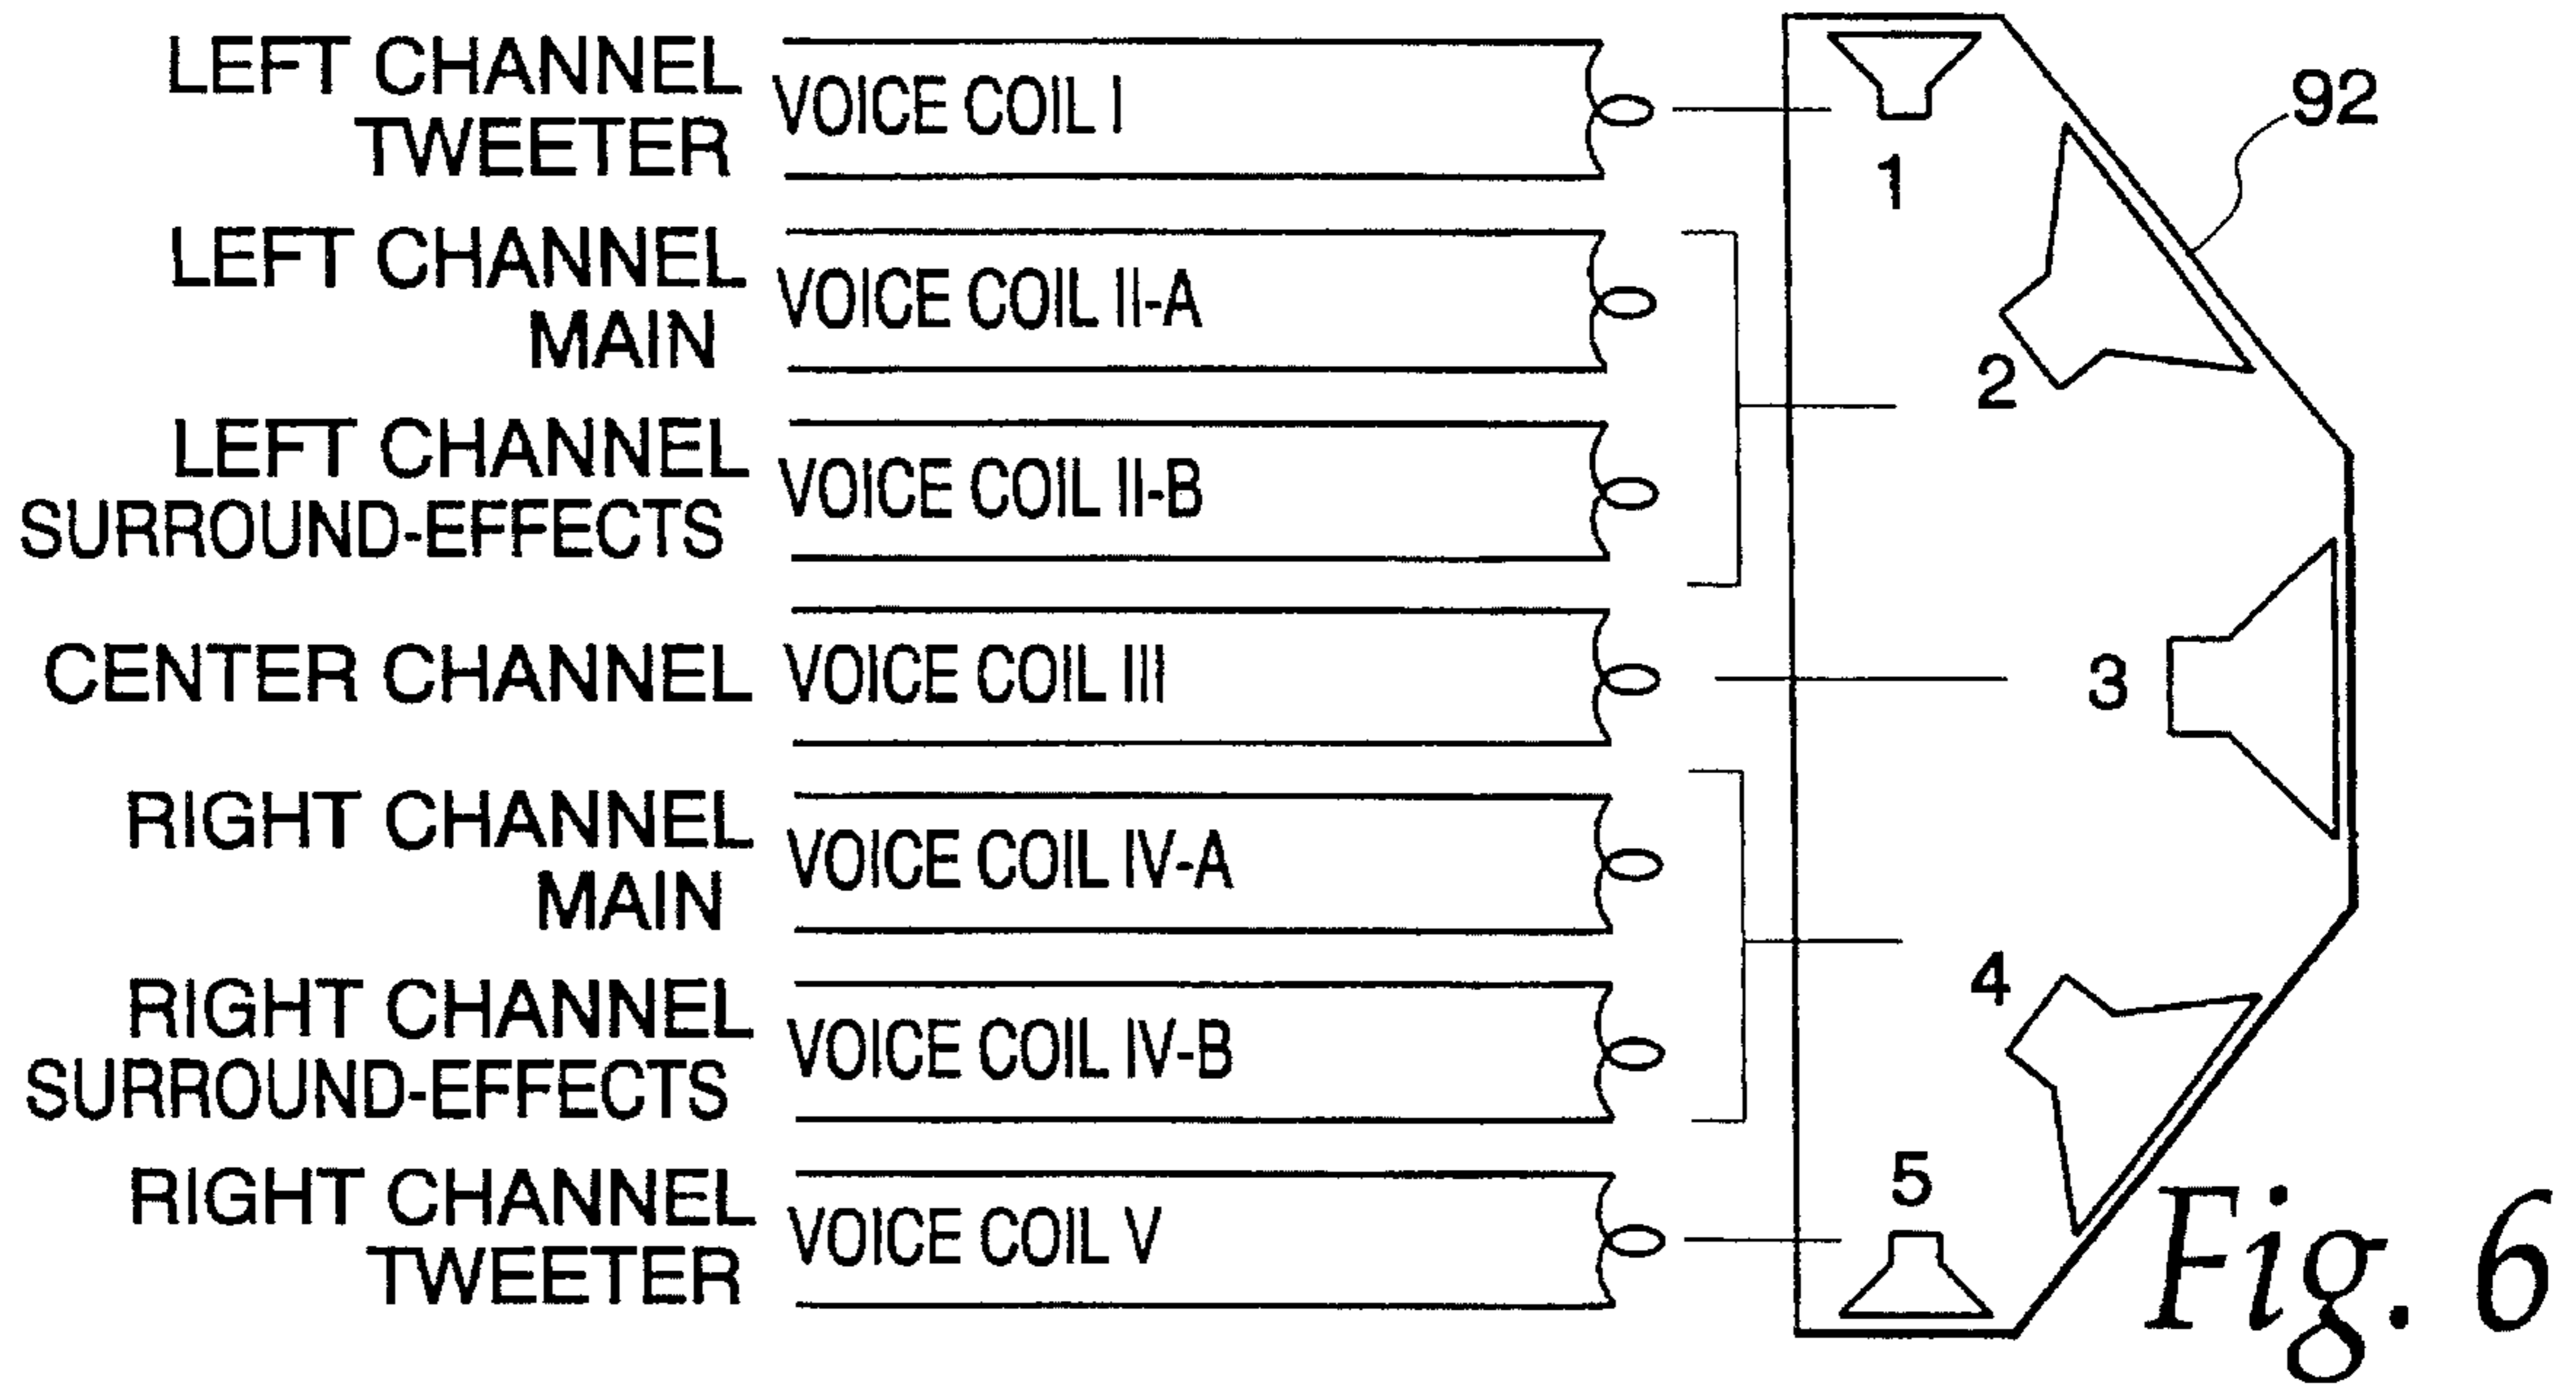 LEFT CHANNEL
TWEETER
VOICE COIL I
1
92
LEFT CHANNEL
MAIN
VOICE COIL II-A
2
LEFT CHANNEL
SURROUND-EFFECTS
VOICE COIL II-B
CENTER CHANNEL
VOICE COIL III
3
RIGHT CHANNEL
MAIN
VOICE COIL IV-A
4
RIGHT CHANNEL
SURROUND-EFFECTS
VOICE COIL IV-B
RIGHT CHANNEL
TWEETER
VOICE COIL V
5
Fig. 6